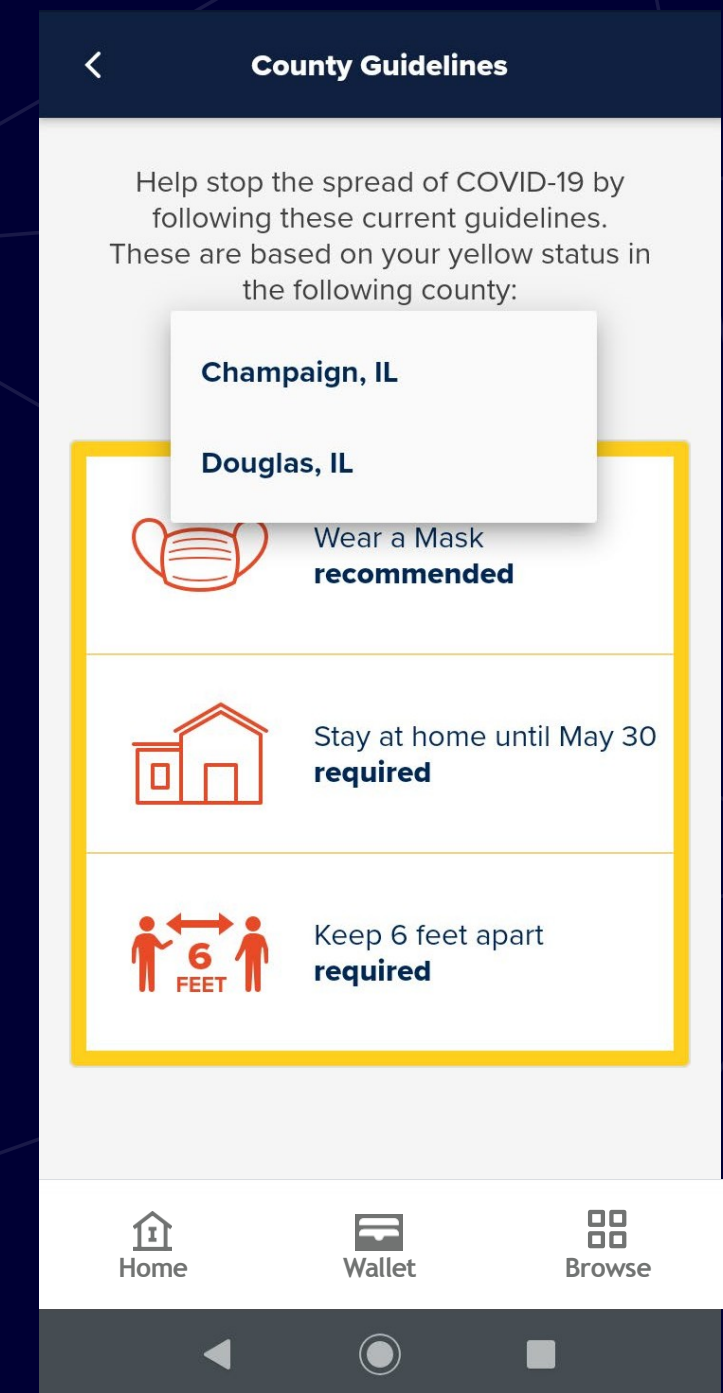 County Guidelines
Help stop the spread of COVID-19 by
following these current guidelines.
These are based on your yellow status in
the following county:
Champaign, IL
Douglas, IL
Wear a Mask
recommended
Stay at home until May 30
required
6
FEET
Keep 6 feet apart
required
Home
Wallet
Browse